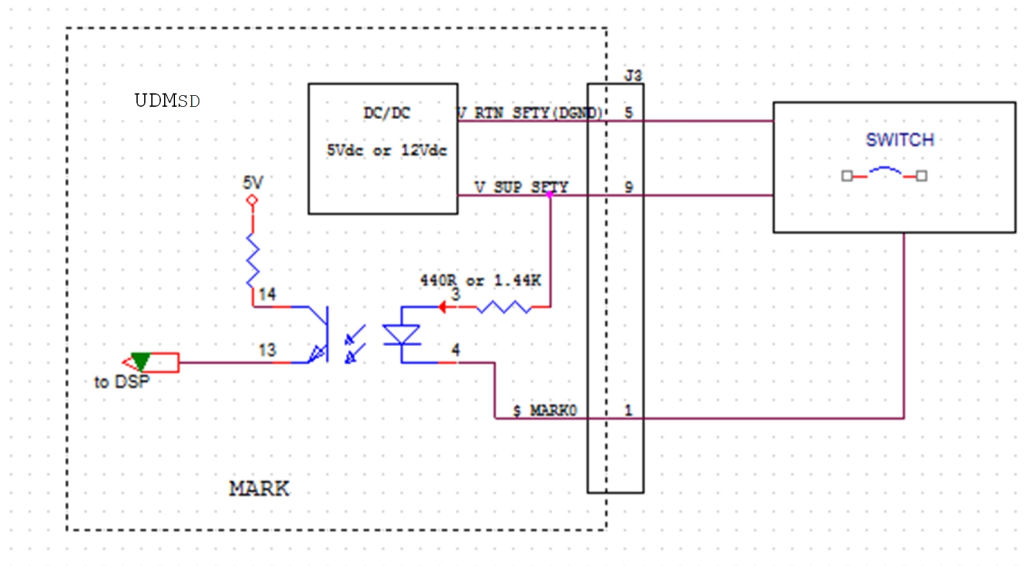 J3
UDMSD
DC/DC
V RTN SFTY(DGND)
5
5Vdc or 12Vdc
SWITCH
5V
V SUP SFTY
9
440R or 1.44K
14
3
13
4
to DSP
$ MARK0
1
MARK